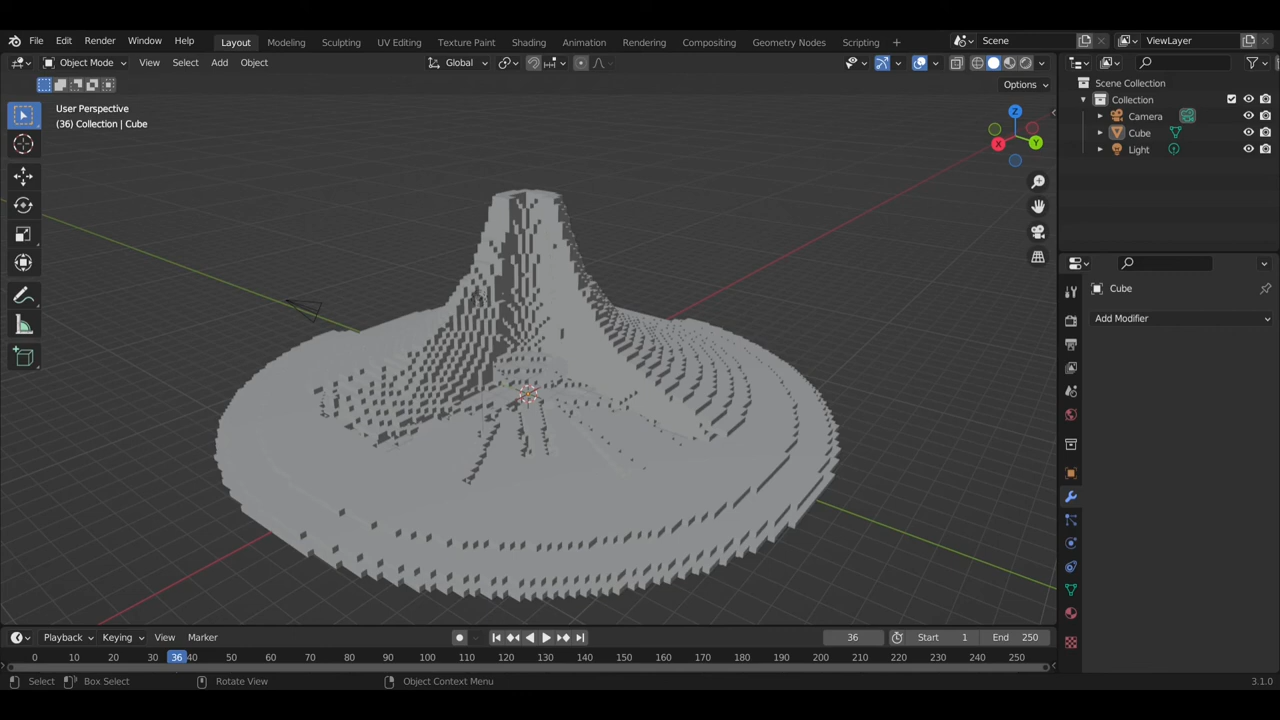 File Edit Render Window Help Layout Modeling Sculpting UV Editing Texture Paint Shading Animation Rendering Compositing Geometry Nodes Scripting + Scene ViewLayer
Object Mode View Select Add Object Global
Options
User Perspective
(36) Collection | Cube
Z
X
Y
Scene Collection
Collection
Camera
Cube
Light
Cube
Add Modifier
Playback Keying View Marker 36 Start 1 End 250
0 10 20 30 36 40 50 60 70 80 90 100 110 120 130 140 150 160 170 180 190 200 210 220 230 240 250
Select Box Select Rotate View Object Context Menu 3.1.0